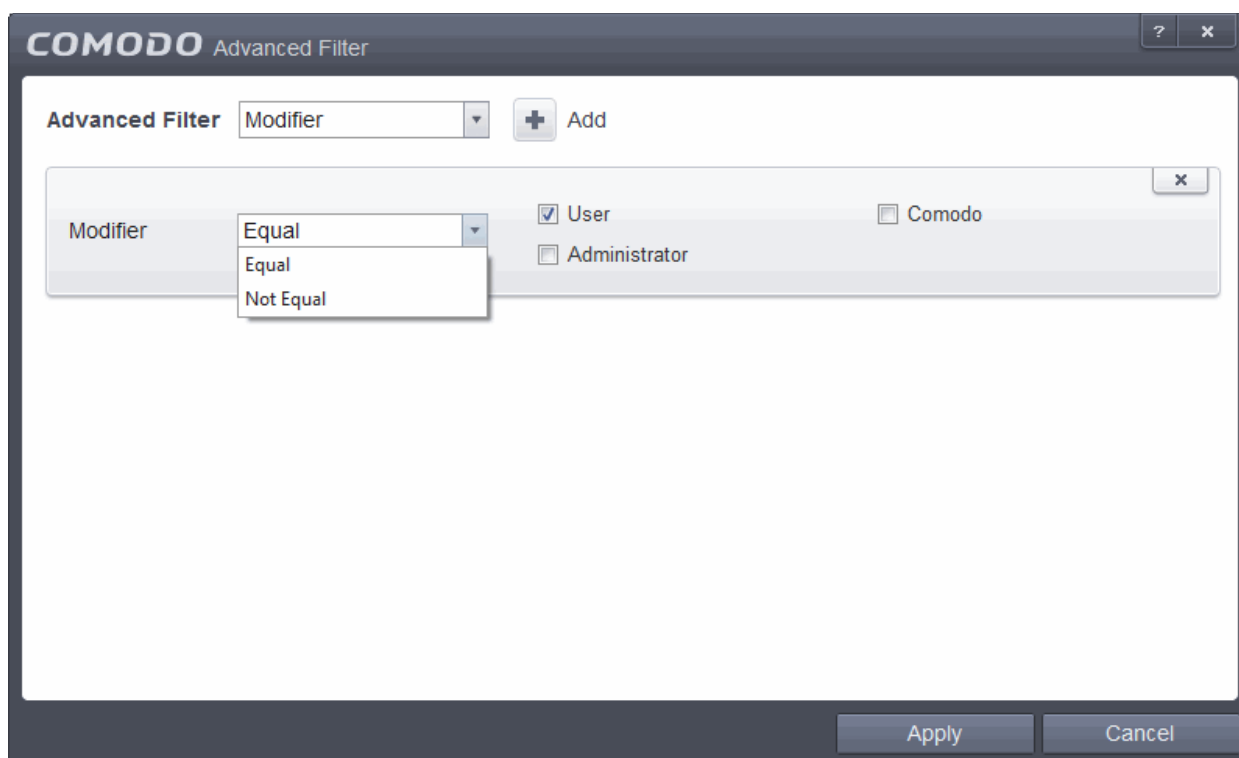 COMODO Advanced Filter ? ×
Advanced Filter Modifier Add
Modifier Equal User Comodo
Administrator
Equal
Not Equal
Apply Cancel